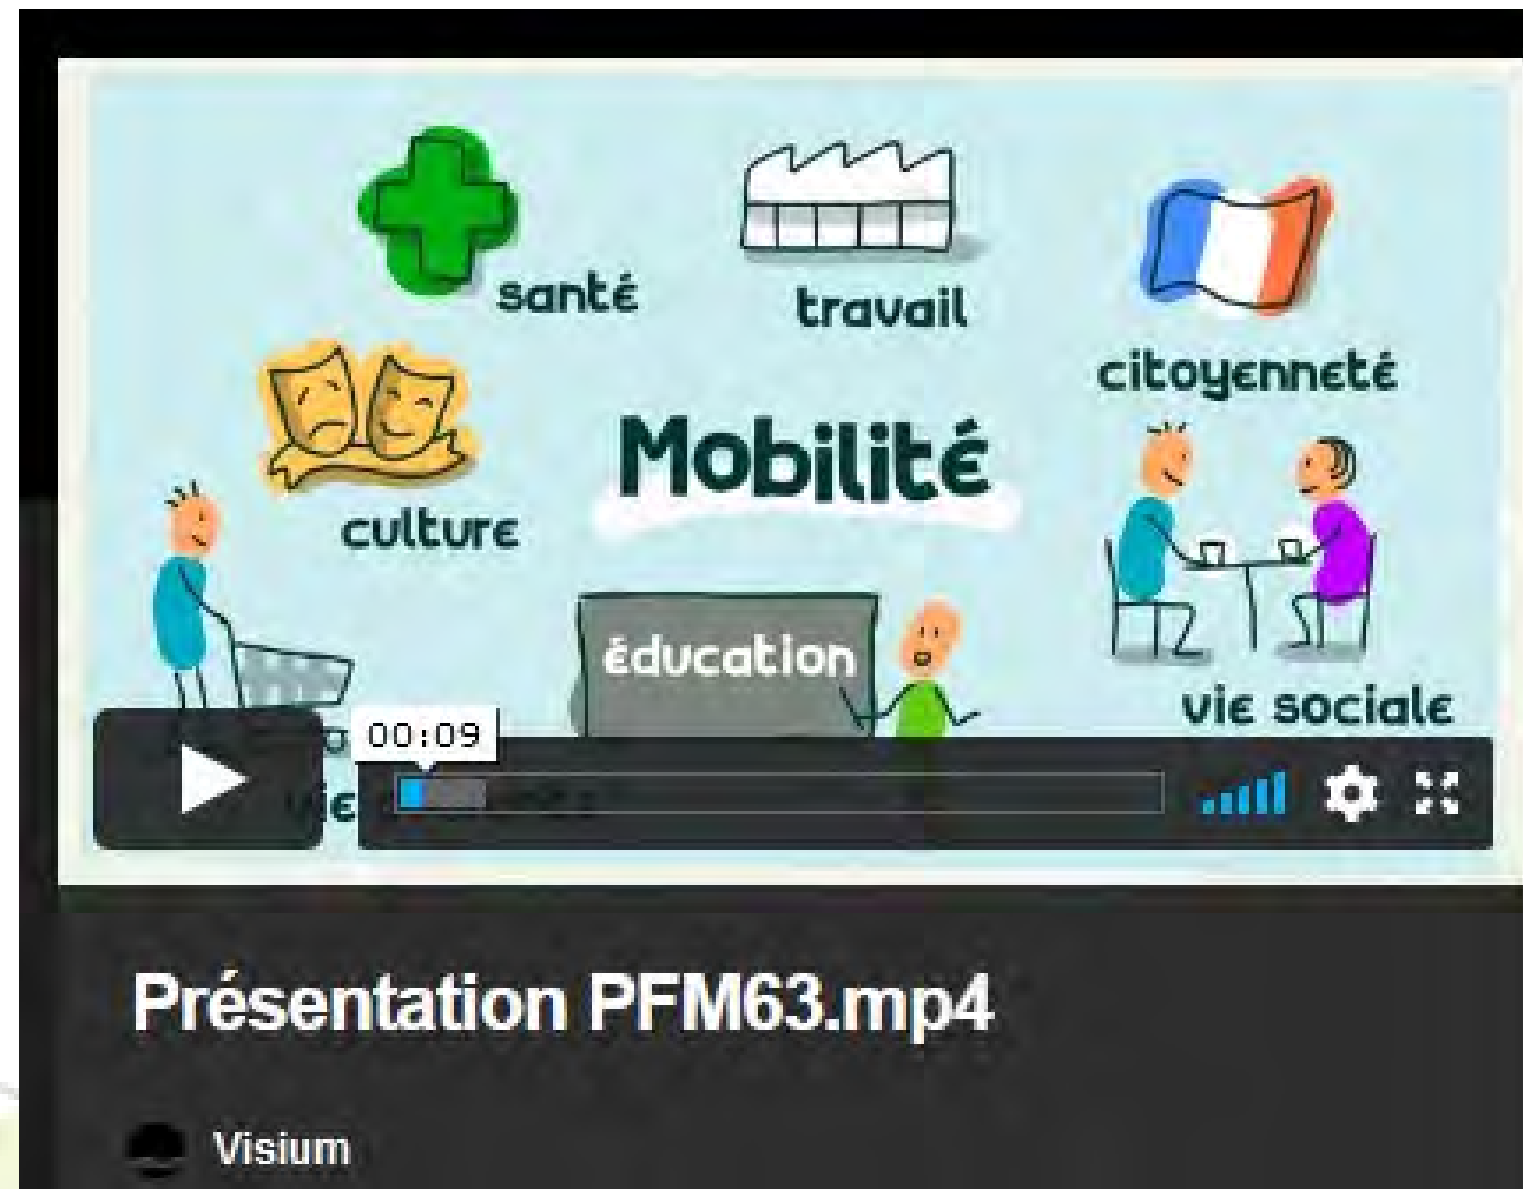 santé
travail
citoyenneté
culture
Mobilité
éducation
vie sociale
00:09
Présentation PFM63.mp4
Visium